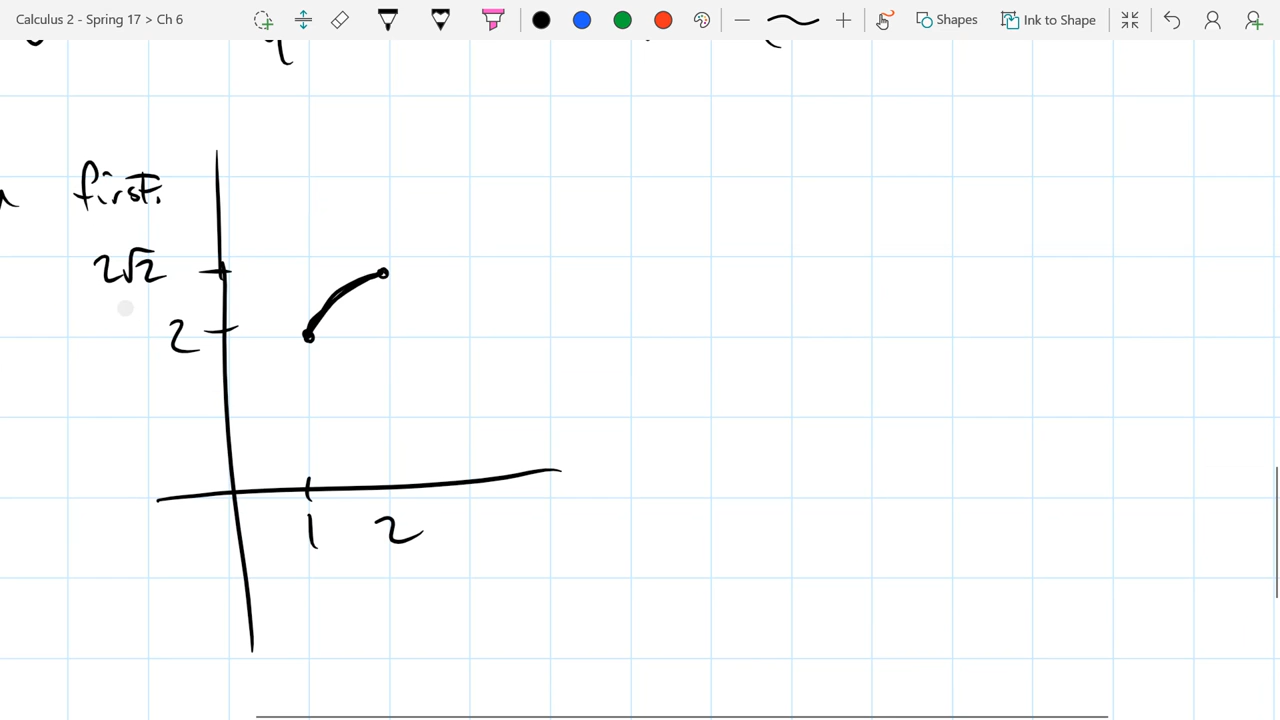 Calculus 2 - Spring 17 > Ch 6
Shapes
Ink to Shape
first.
2√2
2
1 2